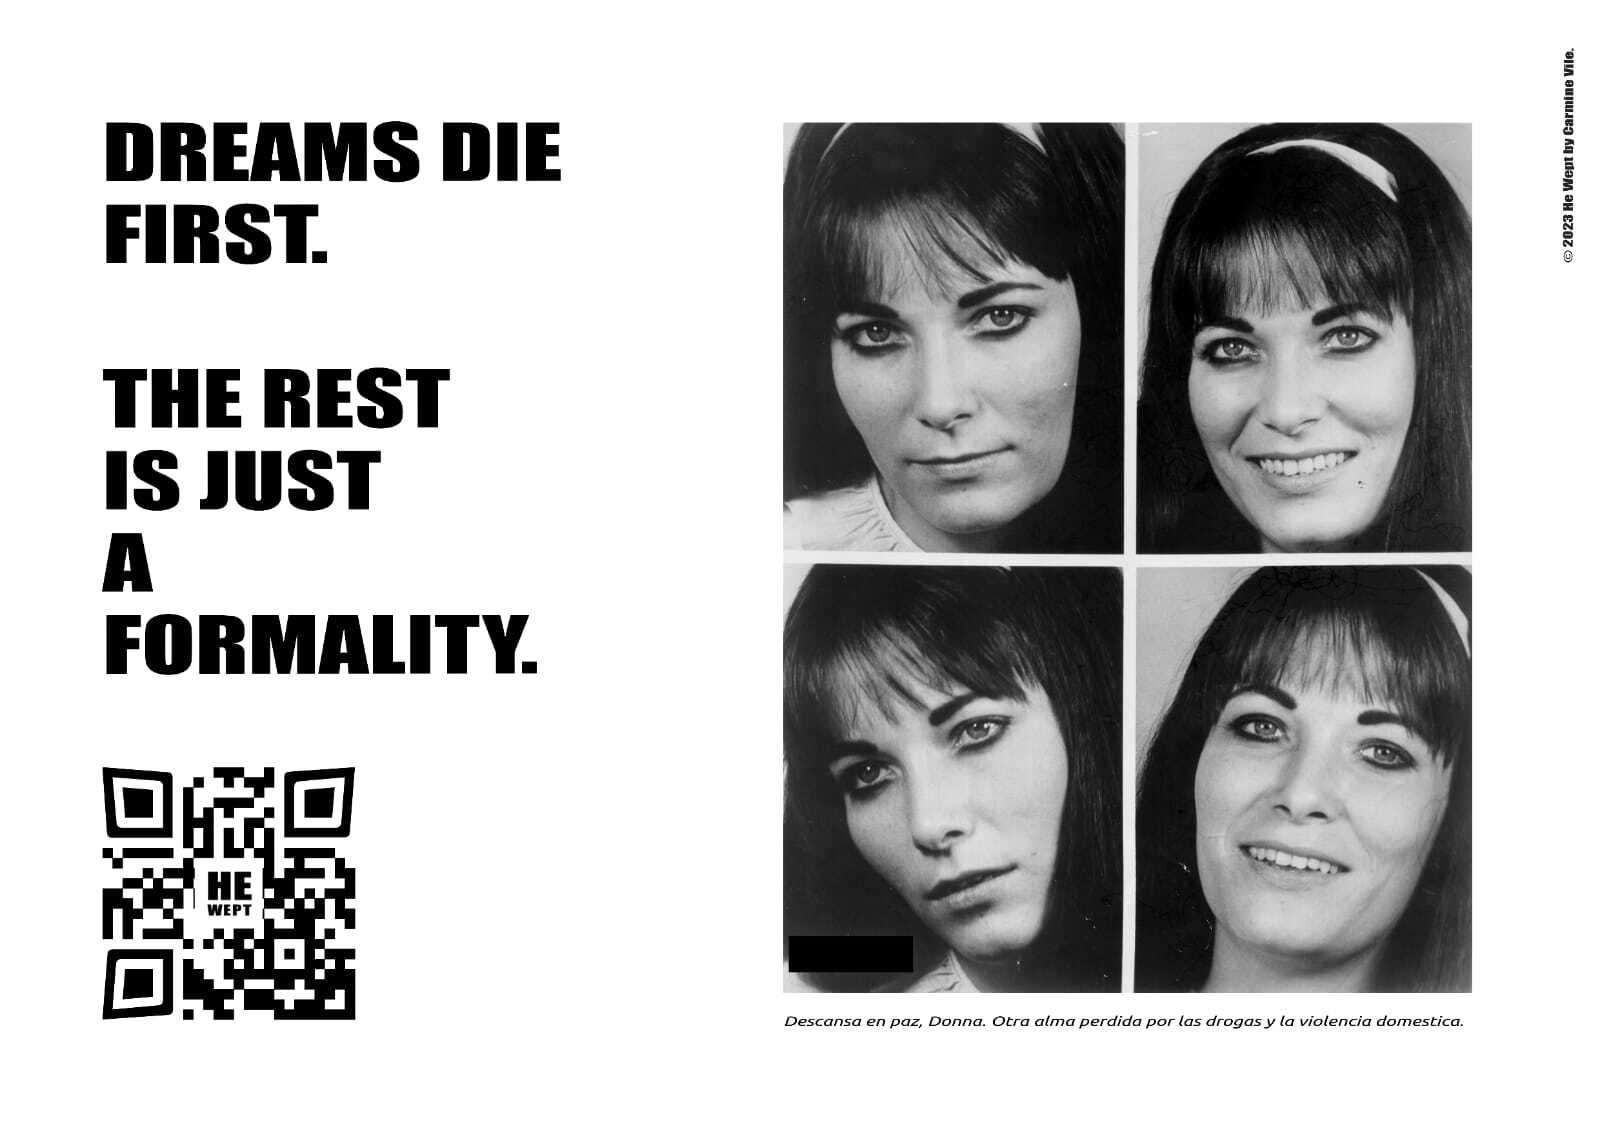 DREAMS DIE
FIRST.
THE REST
IS JUST
A
FORMALITY.
HE
WEPT
Descansa en paz, Donna. Otra alma perdida por las drogas y la violencia domestica.
© 2023 He Wept by Carmine Vile.